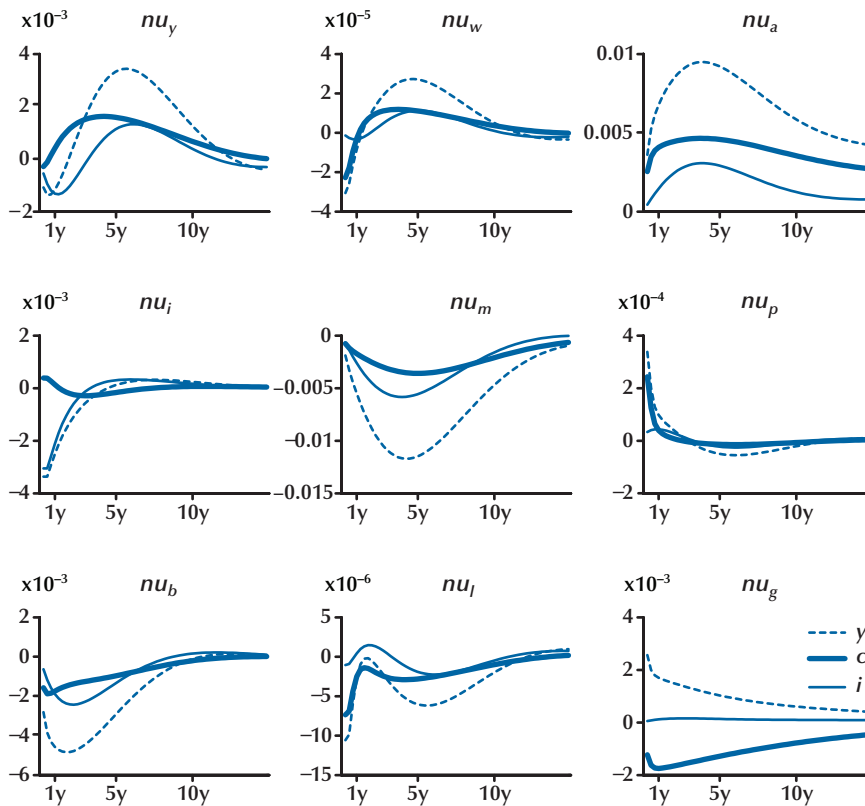 x10⁻³ nu_y
4
2
0
−2
1y 5y 10y
x10⁻⁵ nu_w
4
2
0
−2
−4
1y 5y 10y
nu_a
0.01
0.005
0
1y 5y 10y
x10⁻³ nu_i
2
0
−2
−4
1y 5y 10y
nu_m
0
−0.005
−0.01
−0.015
1y 5y 10y
x10⁻⁴ nu_p
4
2
0
−2
1y 5y 10y
x10⁻³ nu_b
2
0
−2
−4
−6
1y 5y 10y
x10⁻⁶ nu_l
5
0
−5
−10
−15
1y 5y 10y
x10⁻³ nu_g
4
2
0
−2
1y 5y 10y
y
c
i